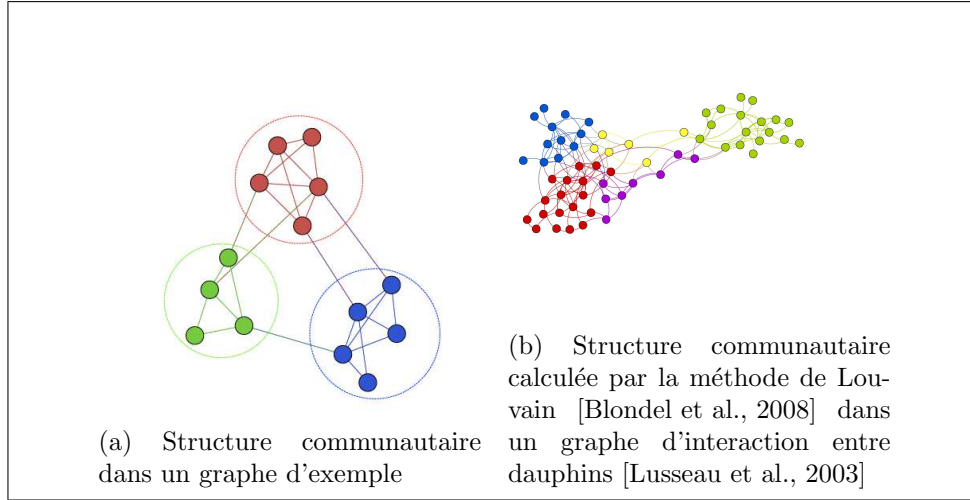 (a) Structure communautaire
dans un graphe d'exemple
(b) Structure communautaire
calculée par la méthode de Lou-
vain [Blondel et al., 2008] dans
un graphe d'interaction entre
dauphins [Lusseau et al., 2003]